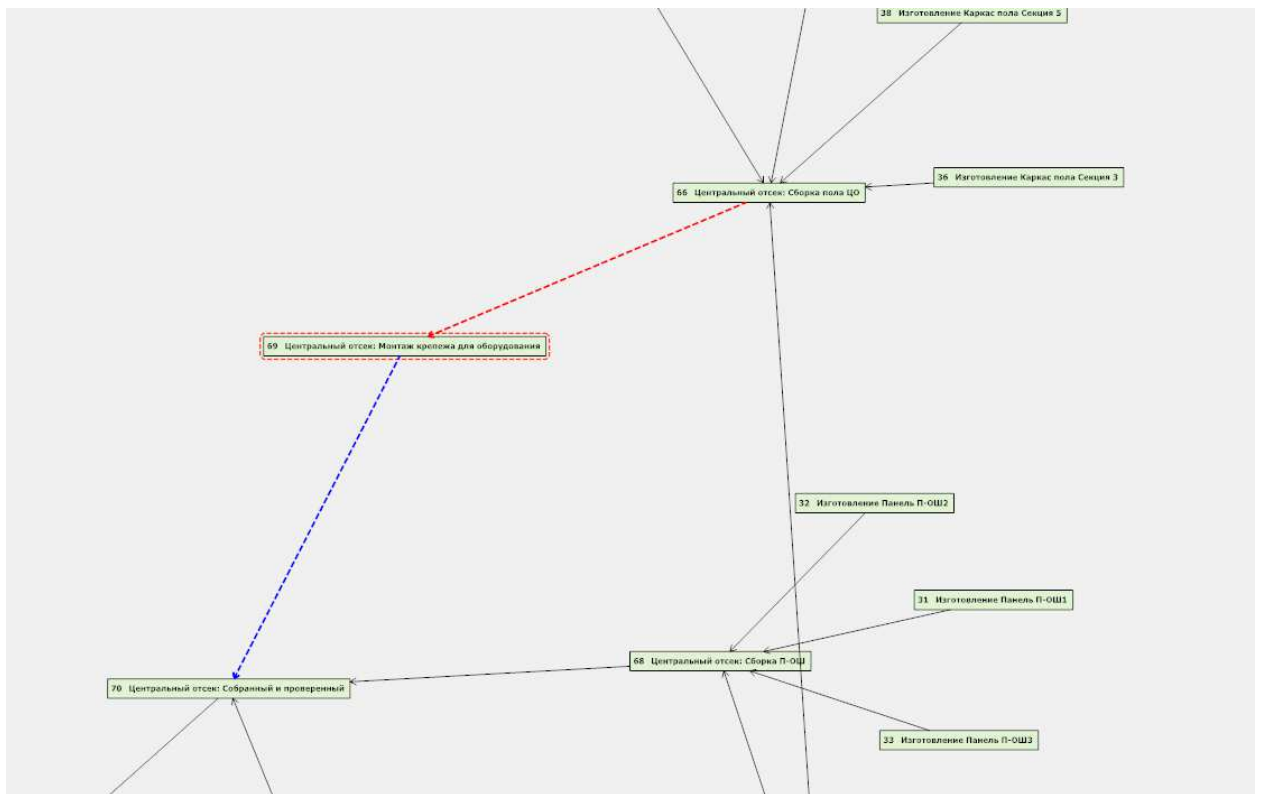 38 Изготовление Каркас пола Секция 5
36 Изготовление Каркас пола Секция 3
66 Центральный отсек: Сборка пола ЦО
69 Центральный отсек: Монтаж крепежа для оборудования
32 Изготовление Панель П-ОШ2
31 Изготовление Панель П-ОШ1
68 Центральный отсек: Сборка П-ОШ
70 Центральный отсек: Собранный и проверенный
33 Изготовление Панель П-ОШ3